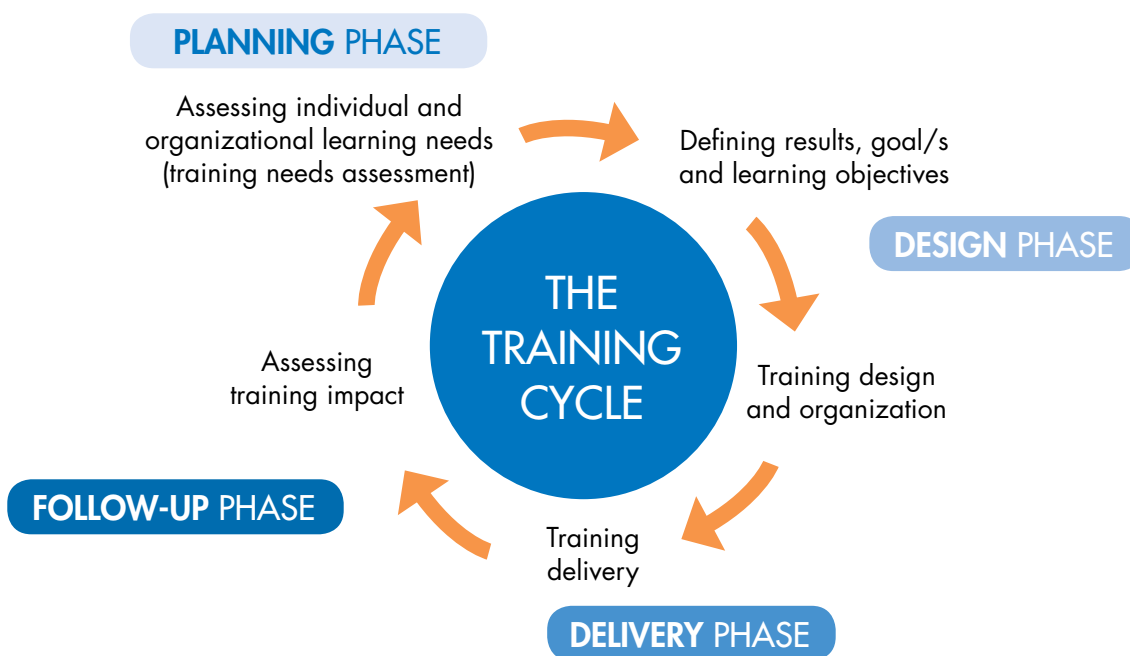 PLANNING PHASE
Assessing individual and
organizational learning needs
(training needs assessment)
Defining results, goal/s
and learning objectives
DESIGN PHASE
THE
TRAINING
CYCLE
Training design
and organization
Assessing
training impact
FOLLOW-UP PHASE
Training
delivery
DELIVERY PHASE